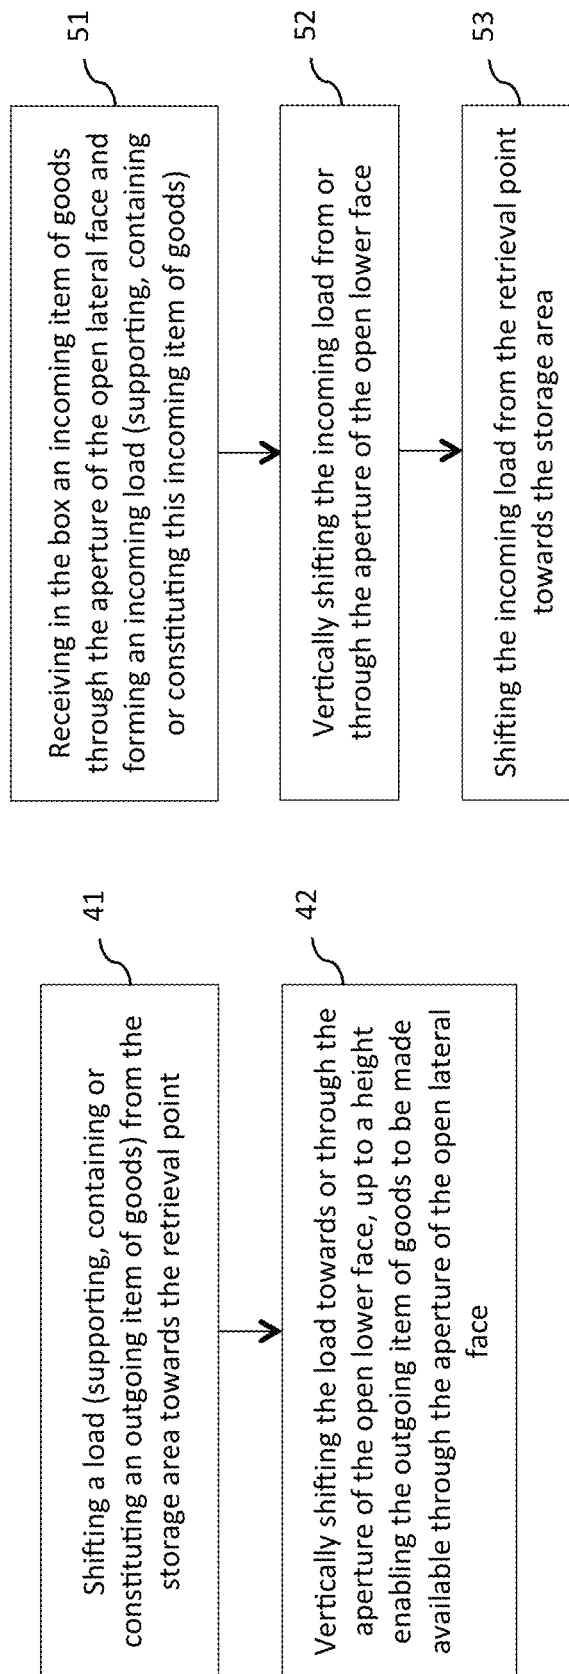 41
Shifting a load (supporting, containing or
constituting an outgoing item of goods) from the
storage area towards the retrieval point
42
Vertically shifting the load towards or through the
aperture of the open lower face, up to a height
enabling the outgoing item of goods to be made
available through the aperture of the open lateral
face
51
Receiving in the box an incoming item of goods
through the aperture of the open lateral face and
forming an incoming load (supporting, containing
or constituting this incoming item of goods)
52
Vertically shifting the incoming load from or
through the aperture of the open lower face
53
Shifting the incoming load from the retrieval point
towards the storage area